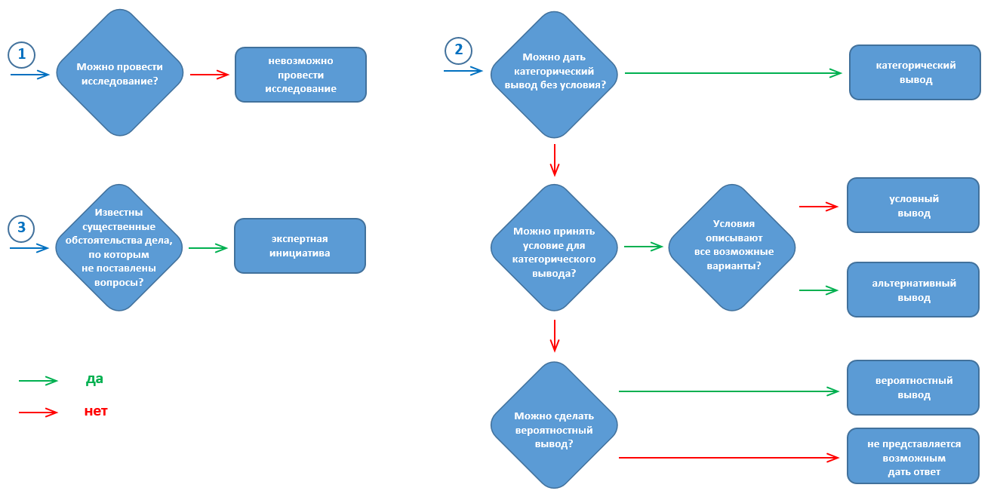 1
Можно провести
исследование?
невозможно
провести
исследование
2
Можно дать
категорический
вывод без условия?
категорический
вывод
3
Известны
существенные
обстоятельства дела,
по которым
не поставлены
вопросы?
экспертная
инициатива
Можно принять
условие для
категорического
вывода?
Условия
описывают
все возможные
варианты?
условный
вывод
альтернативный
вывод
да
нет
Можно сделать
вероятностный
вывод?
вероятностный
вывод
не представляется
возможным
дать ответ